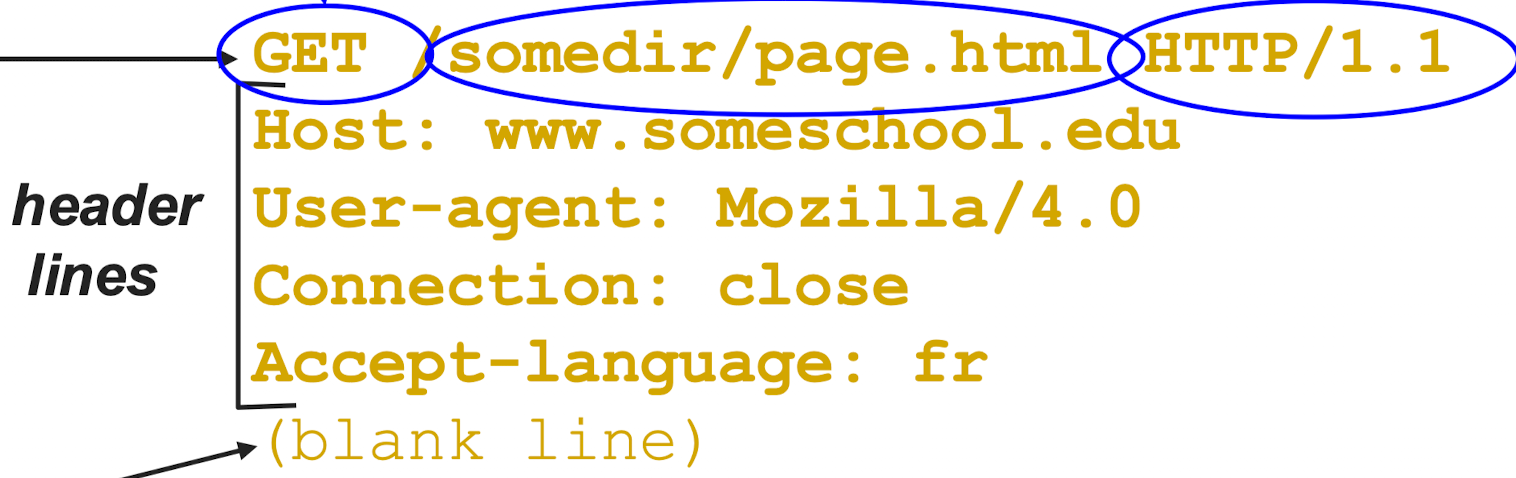 GET /somedir/page.html HTTP/1.1
Host: www.someschool.edu
header
lines
User-agent: Mozilla/4.0
Connection: close
Accept-language: fr
(blank line)